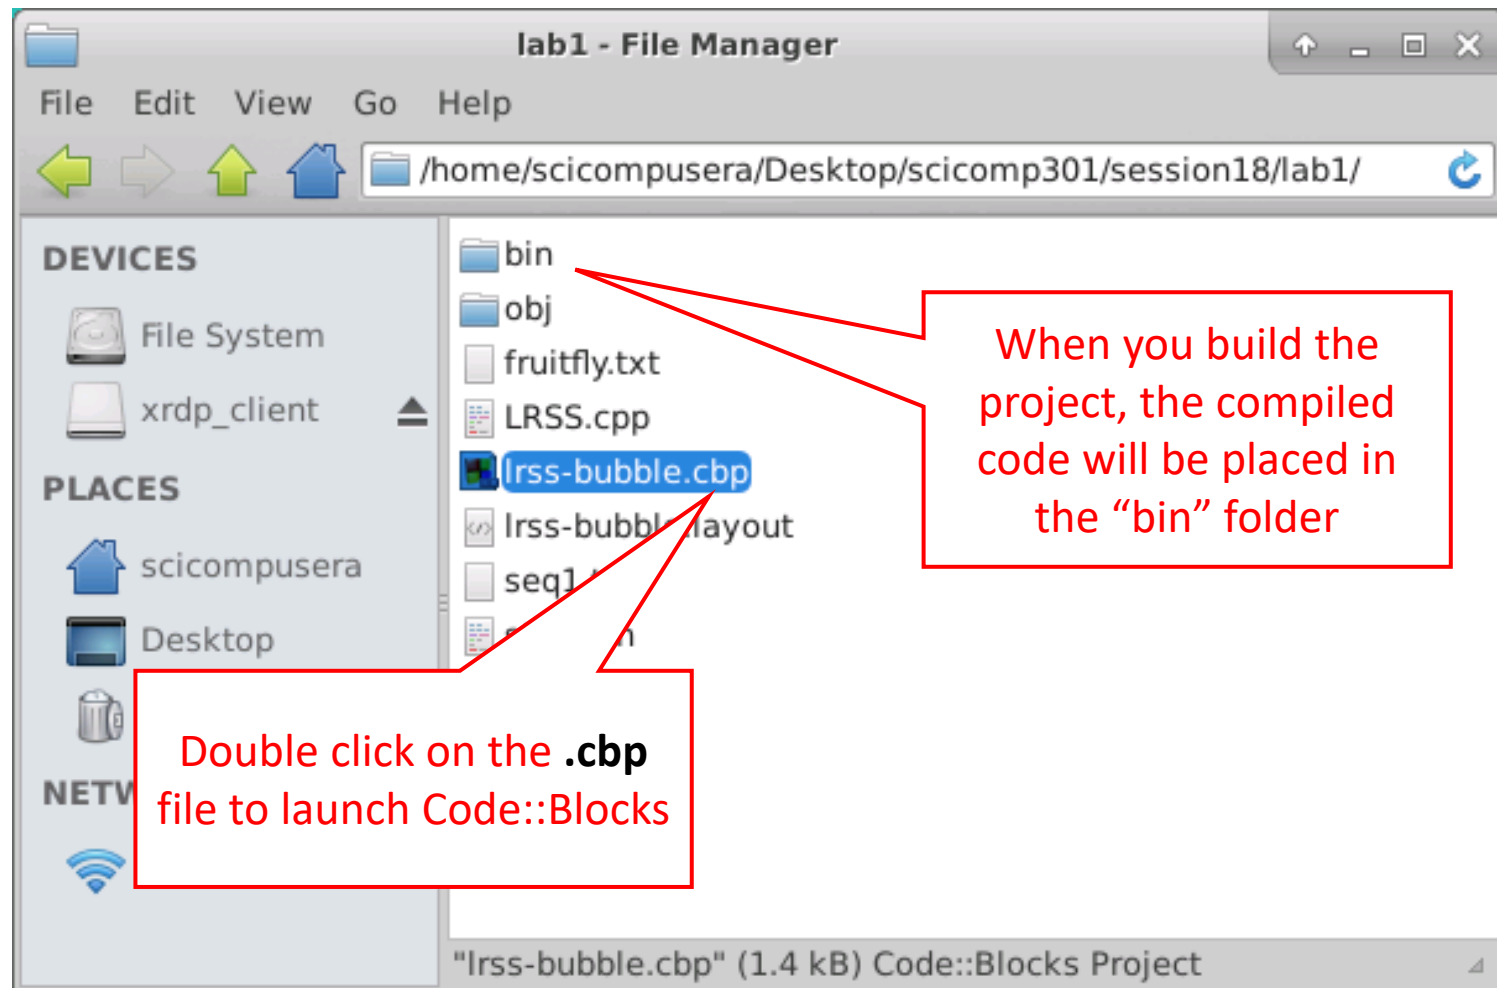 lab1 - File Manager
File Edit View Go Help
/home/scicompusera/Desktop/scicomp301/session18/lab1/
DEVICES
File System
xrdp_client
PLACES
scicompusera
Desktop
bin
obj
fruitfly.txt
LRSS.cpp
lrss-bubble.cbp
seq1
When you build the
project, the compiled
code will be placed in
the “bin” folder
Double click on the .cbp
file to launch Code::Blocks
"lrss-bubble.cbp" (1.4 kB) Code::Blocks Project